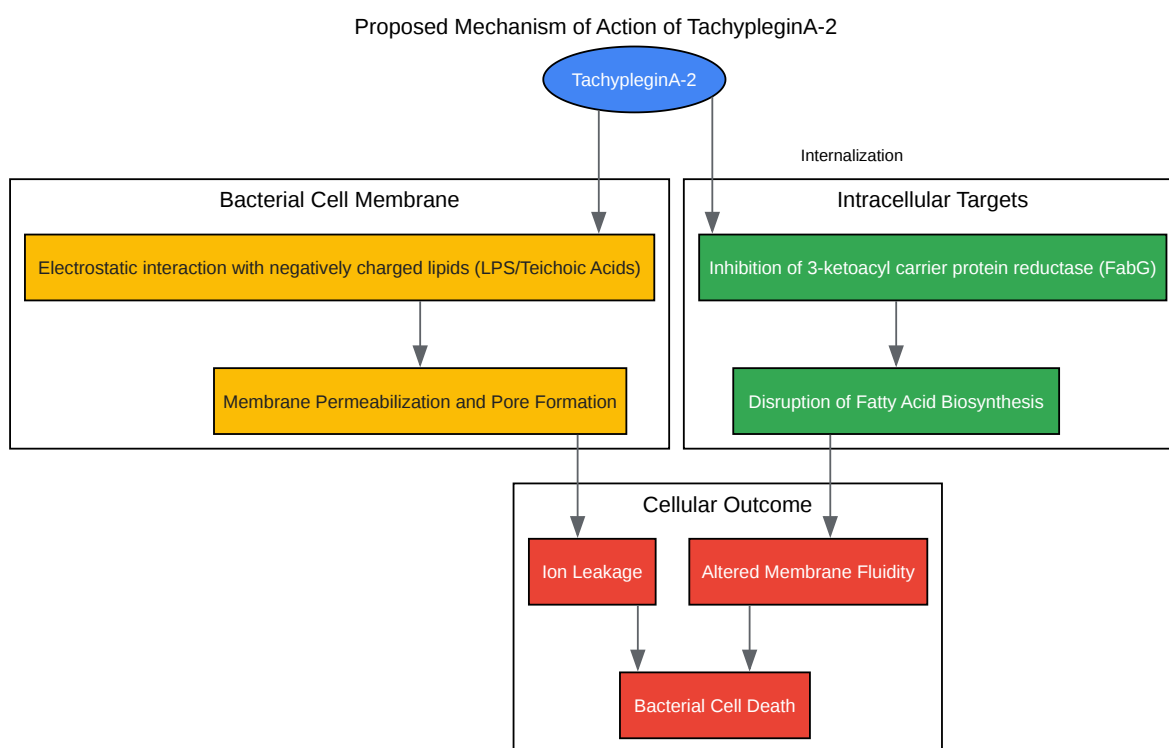 Proposed Mechanism of Action of TachypleginA-2
TachypleginA-2
Internalization
Bacterial Cell Membrane
Intracellular Targets
Electrostatic interaction with negatively charged lipids (LPS/Teichoic Acids)
Inhibition of 3-ketoacyl carrier protein reductase (FabG)
Membrane Permeabilization and Pore Formation
Disruption of Fatty Acid Biosynthesis
Cellular Outcome
Ion Leakage
Altered Membrane Fluidity
Bacterial Cell Death